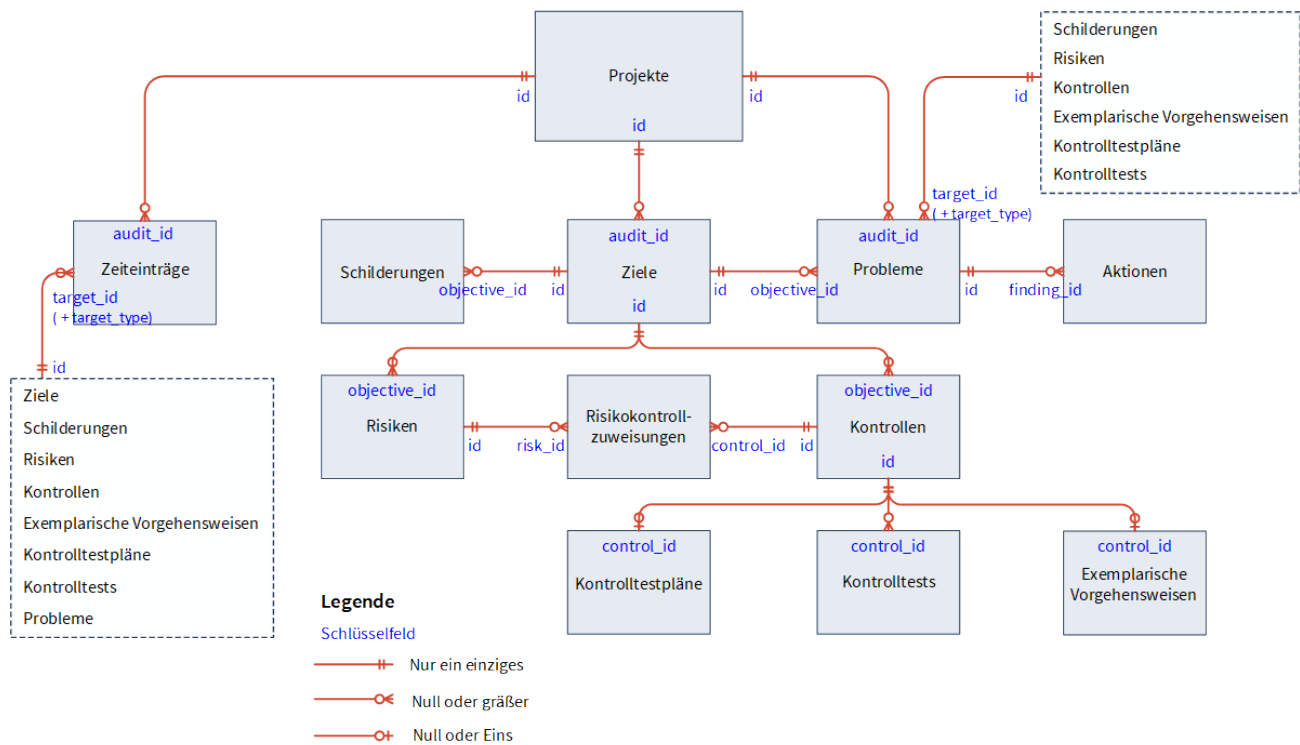 Projekte
id
id
id
Schilderungen
Risiken
Kontrollen
Exemplarische Vorgehensweisen
Kontrolltestpläne
Kontrolltests
id
target_id
( + target_type)
audit_id
Zeiteinträge
target_id
( + target_type)
id
Ziele
Schilderungen
Risiken
Kontrollen
Exemplarische Vorgehensweisen
Kontrolltestpläne
Kontrolltests
Probleme
Schilderungen
objective_id
id
audit_id
Ziele
id
id
objective_id
audit_id
Probleme
id
finding_id
Aktionen
objective_id
Risiken
id
risk_id
Risikokontroll-
zuweisungen
control_id
id
objective_id
Kontrollen
id
control_id
Kontrolltestpläne
control_id
Kontrolltests
control_id
Exemplarische
Vorgehensweisen
Legende
Schlüsselfeld
Nur ein einziges
Null oder gräßer
Null oder Eins